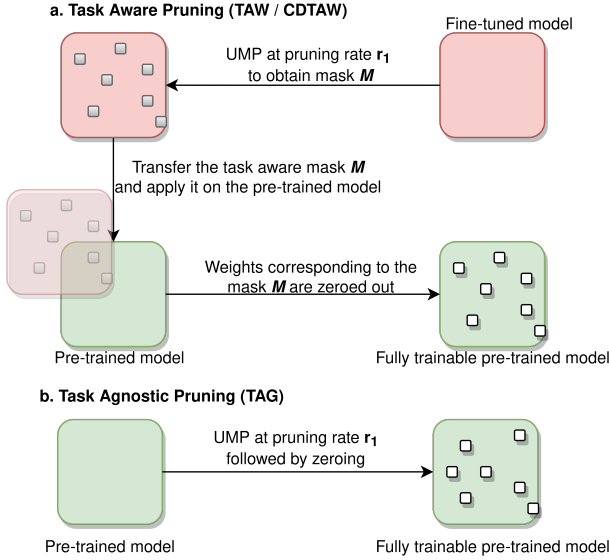 a. Task Aware Pruning (TAW / CDTAW)
Fine-tuned model
UMP at pruning rate r1
to obtain mask M
Transfer the task aware mask M
and apply it on the pre-trained model
Weights corresponding to the
mask M are zeroed out
Pre-trained model
Fully trainable pre-trained model
b. Task Agnostic Pruning (TAG)
UMP at pruning rate r1
followed by zeroing
Pre-trained model
Fully trainable pre-trained model